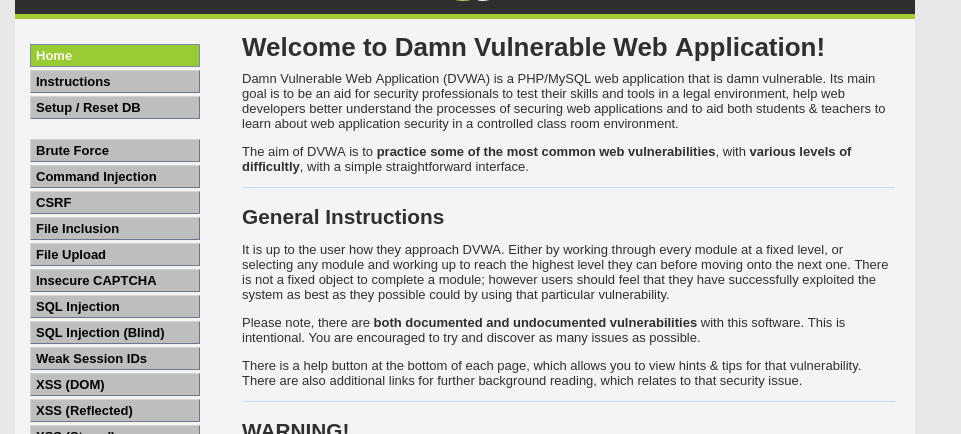 Home
Instructions
Setup / Reset DB
Brute Force
Command Injection
CSRF
File Inclusion
File Upload
Insecure CAPTCHA
SQL Injection
SQL Injection (Blind)
Weak Session IDs
XSS (DOM)
XSS (Reflected)
XSS (Stored)
Welcome to Damn Vulnerable Web Application!
Damn Vulnerable Web Application (DVWA) is a PHP/MySQL web application that is damn vulnerable. Its main
goal is to be an aid for security professionals to test their skills and tools in a legal environment, help web
developers better understand the processes of securing web applications and to aid both students & teachers to
learn about web application security in a controlled class room environment.
The aim of DVWA is to practice some of the most common web vulnerabilities, with various levels of
difficultly, with a simple straightforward interface.
General Instructions
It is up to the user how they approach DVWA. Either by working through every module at a fixed level, or
selecting any module and working up to reach the highest level they can before moving onto the next one. There
is not a fixed object to complete a module; however users should feel that they have successfully exploited the
system as best as they possible could by using that particular vulnerability.
Please note, there are both documented and undocumented vulnerabilities with this software. This is
intentional. You are encouraged to try and discover as many issues as possible.
There is a help button at the bottom of each page, which allows you to view hints & tips for that vulnerability.
There are also additional links for further background reading, which relates to that security issue.
WARNING!